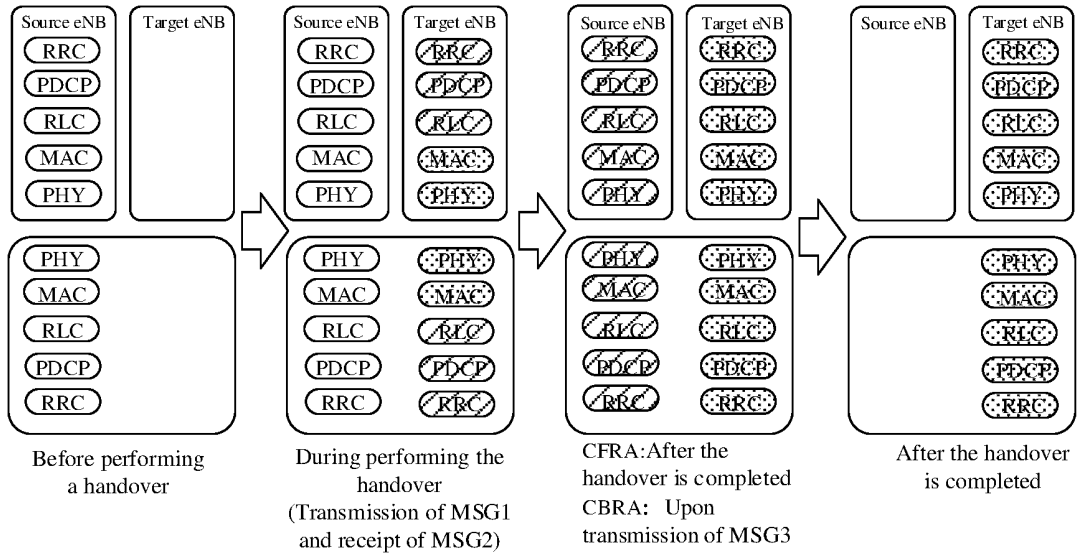 Source eNB
RRC
PDCP
RLC
MAC
PHY
Target eNB
PHY
MAC
RLC
PDCP
RRC
Before performing
a handover
Source eNB
RRC
PDCP
RLC
MAC
PHY
Target eNB
RRC
PDCP
RLC
MAC
PHY
PHY
MAC
RLC
PDCP
RRC
PHY
MAC
RLC
PDCP
RRC
During performing the
handover
(Transmission of MSG1
and receipt of MSG2)
Source eNB
RRC
PDCP
RLC
MAC
PHY
Target eNB
RRC
PDCP
RLC
MAC
PHY
PHY
MAC
RLC
PDCP
RRC
PHY
MAC
RLC
PDCP
RRC
CFRA:After the
handover is completed
CBRA: Upon
transmission of MSG3
Source eNB
Target eNB
RRC
PDCP
RLC
MAC
PHY
PHY
MAC
RLC
PDCP
RRC
After the handover
is completed